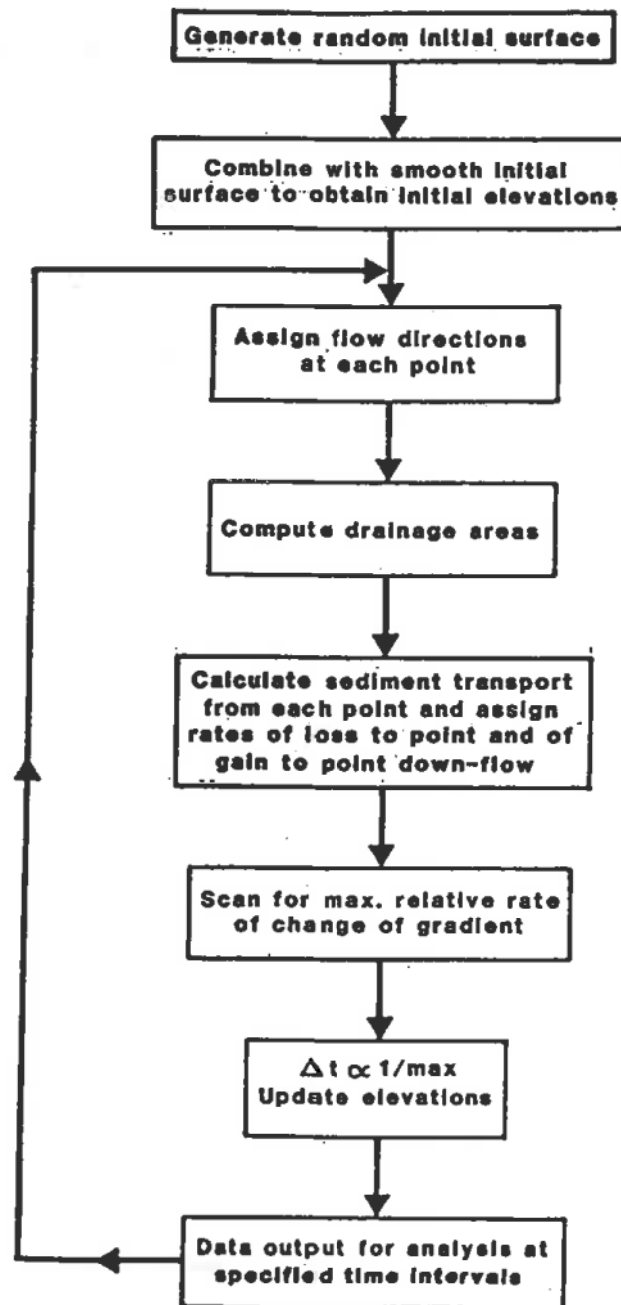 Generate random initial surface
Combine with smooth initial
surface to obtain initial elevations
Assign flow directions
at each point
Compute drainage areas
Calculate sediment transport
from each point and assign
rates of loss to point and of
gain to point down-flow
Scan for max. relative rate
of change of gradient
Δt ∝ 1/max
Update elevations
Data output for analysis at
specified time intervals